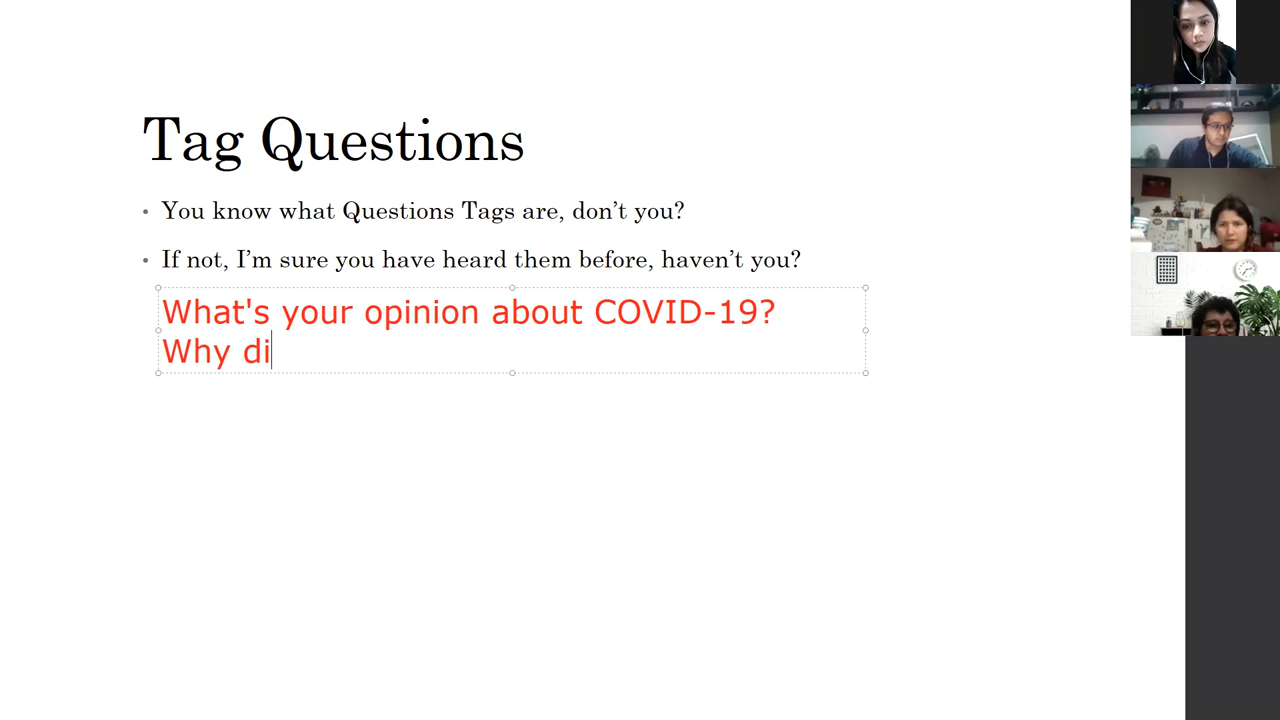 Tag Questions
• You know what Questions Tags are, don’t you?
• If not, I’m sure you have heard them before, haven’t you?
What's your opinion about COVID-19?
Why di